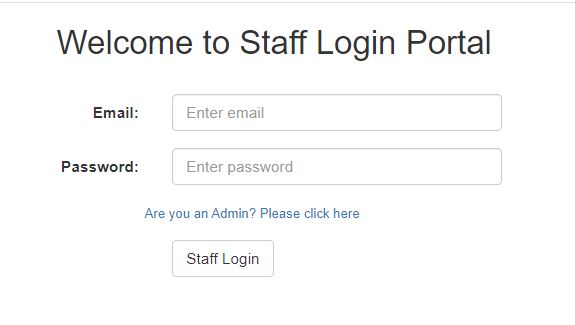 Welcome to Staff Login Portal
Email: Enter email
Password: Enter password
Are you an Admin? Please click here
Staff Login